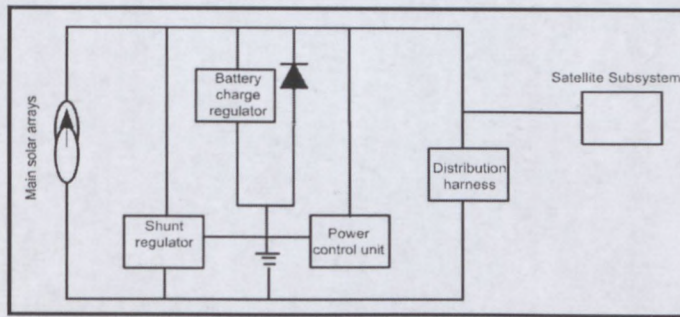 Main solar arrays
Battery
charge
regulator
Satellite Subsystem
Distribution
harness
Shunt
regulator
Power
control unit